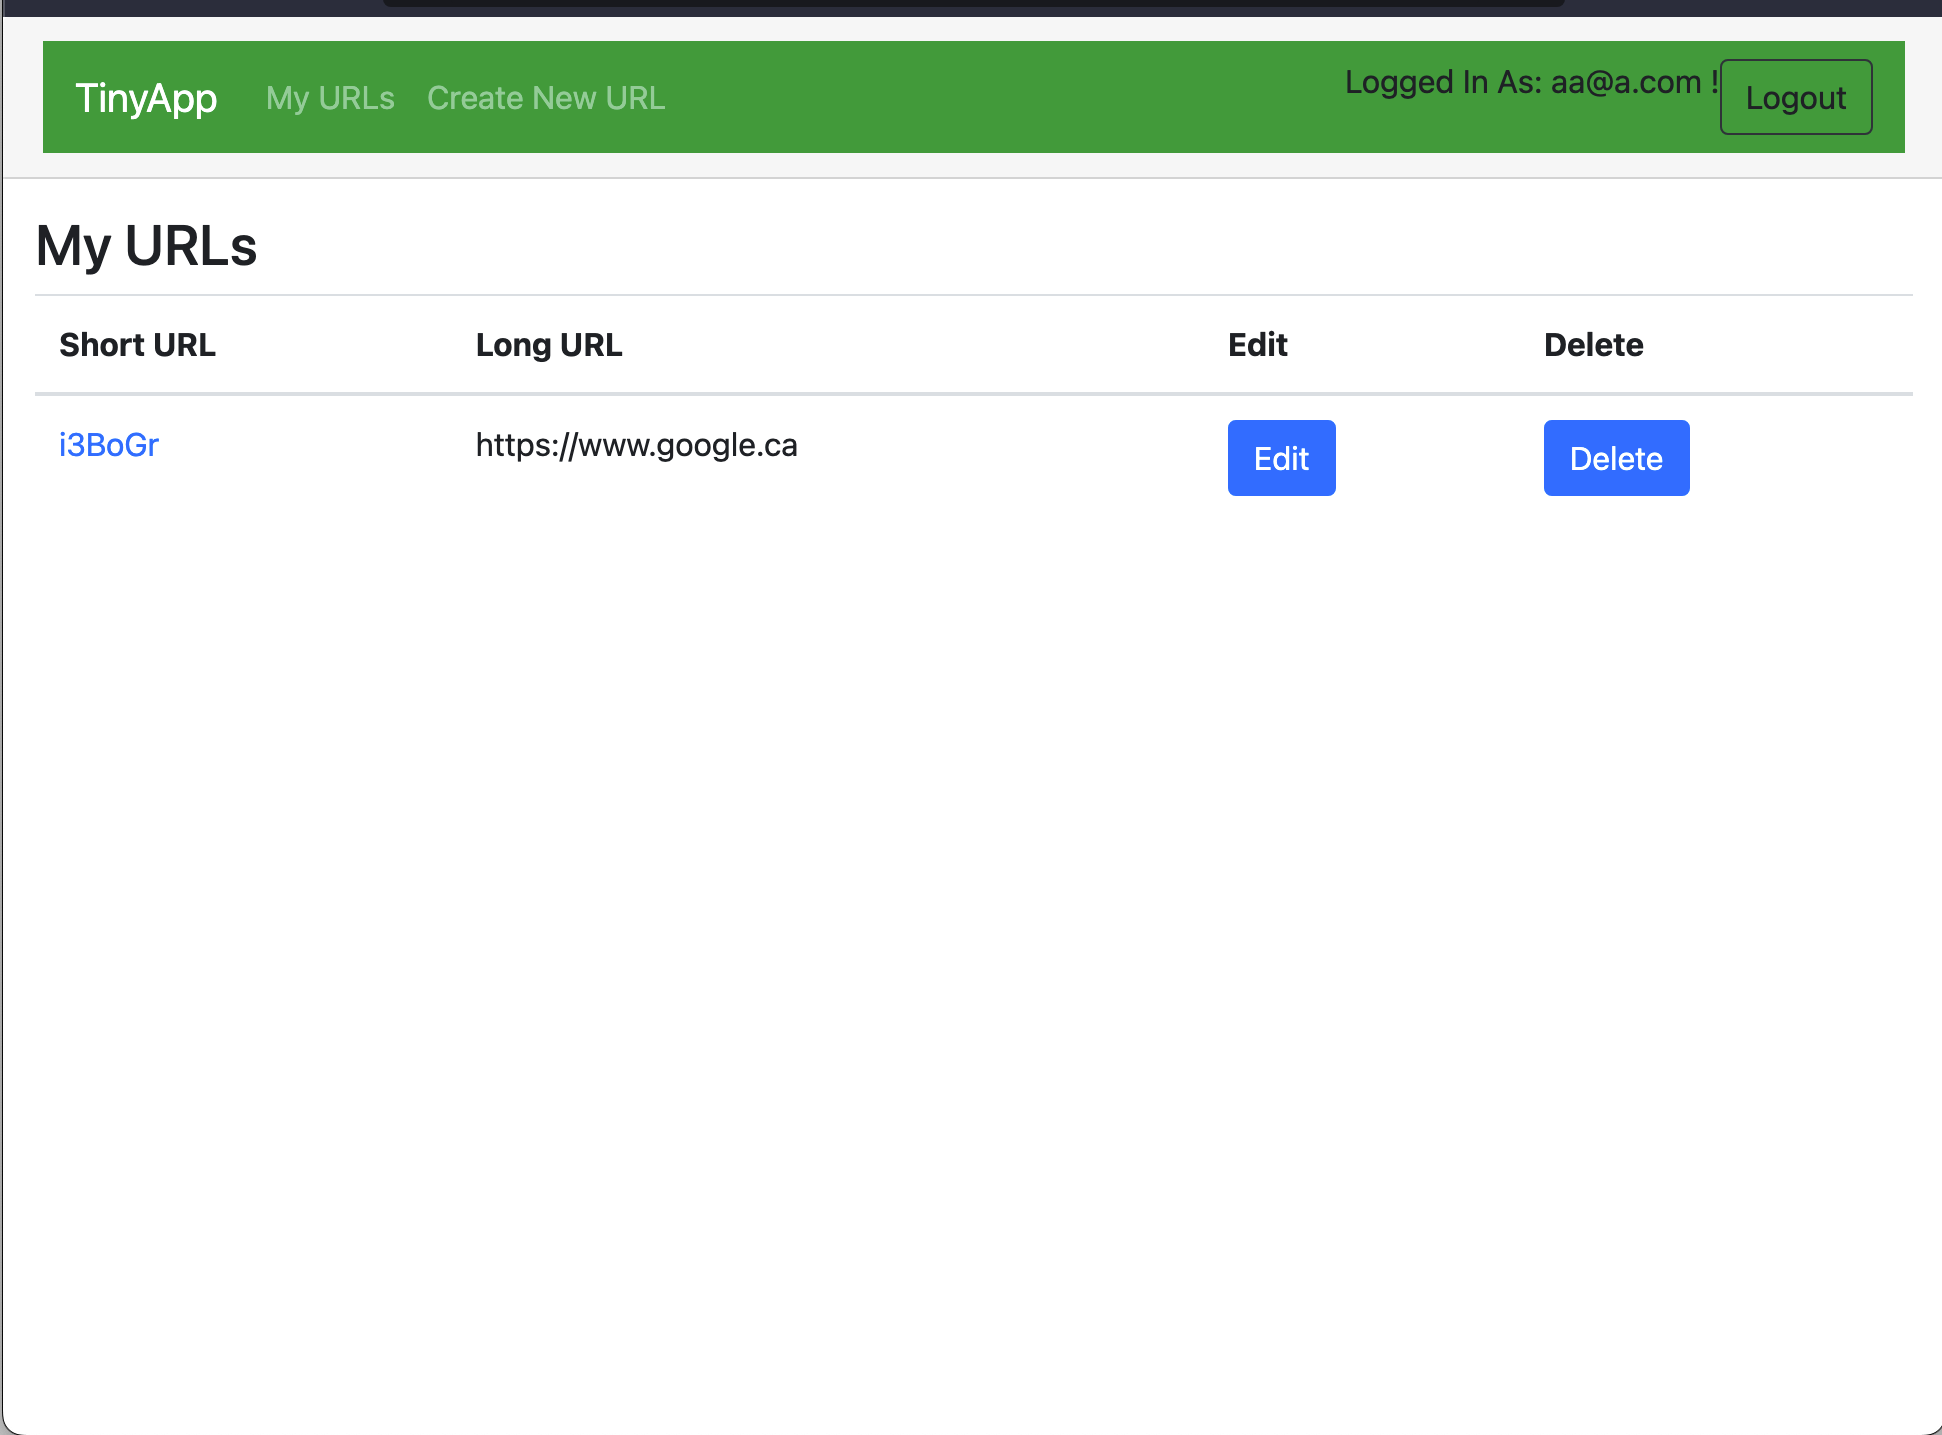 TinyApp My URLs Create New URL Logged In As: aa@a.com ! Logout
My URLs
Short URL Long URL Edit Delete
i3BoGr https://www.google.ca Edit Delete